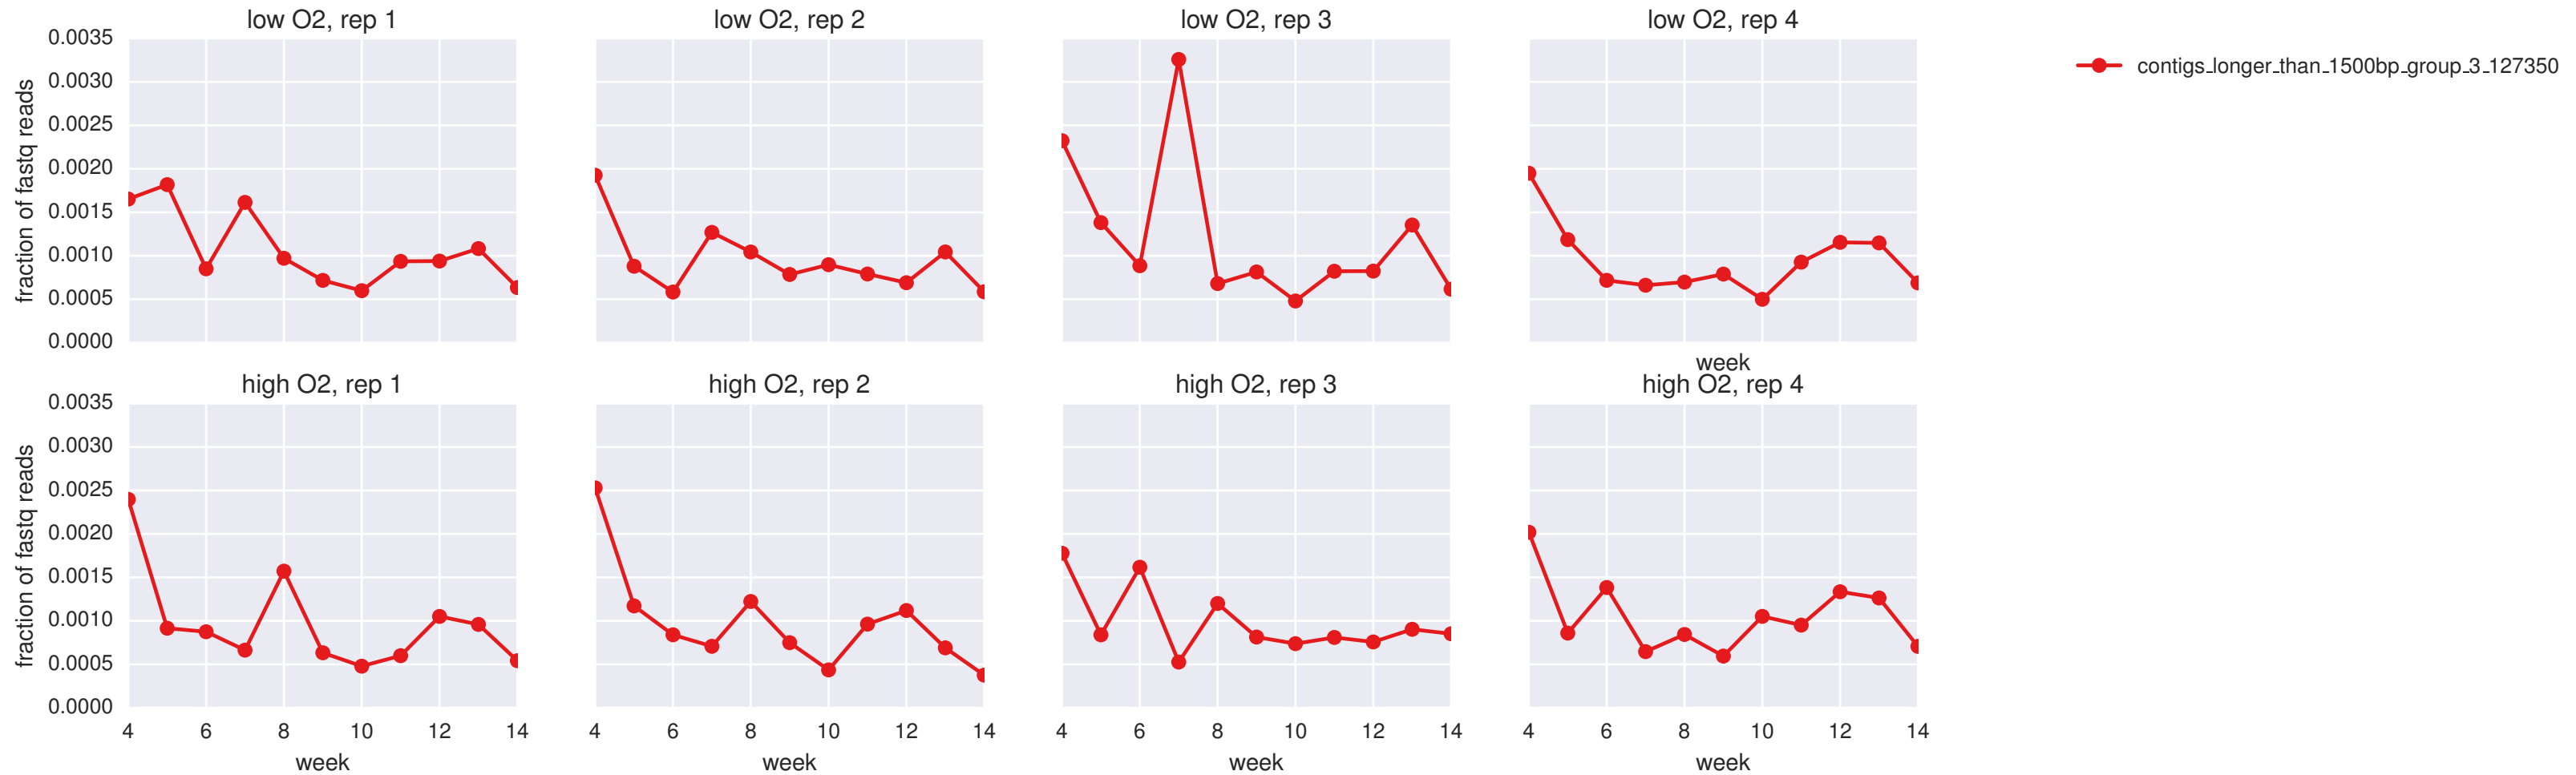 low O2, rep 1
low O2, rep 2
low O2, rep 3
low O2, rep 4
contigs_longer_than_1500bp_group_3_127350
fraction of fastq reads
0.0035
0.0030
0.0025
0.0020
0.0015
0.0010
0.0005
0.0000
week
high O2, rep 1
high O2, rep 2
high O2, rep 3
high O2, rep 4
fraction of fastq reads
0.0035
0.0030
0.0025
0.0020
0.0015
0.0010
0.0005
0.0000
4 6 8 10 12 14
4 6 8 10 12 14
4 6 8 10 12 14
4 6 8 10 12 14
week
week
week
week